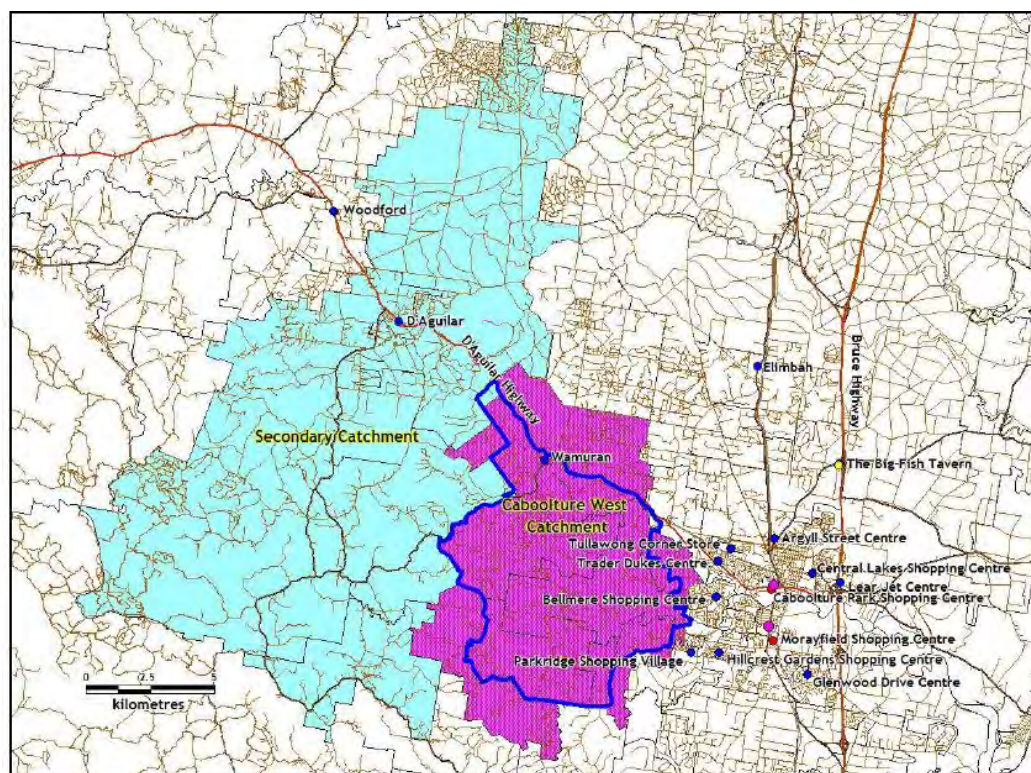 Woodford
D'Aguilar
D'Aguilar Highway
Bruce Highway
Elimbah
Secondary Catchment
Wamuran
The Big-Fish Tavern
Caboolture West
Catchment
Argyll Street Centre
Tullawong Corner Store
Trader Dukes Centre
Central Lakes Shopping Centre
Lear Jet Centre
Bellmere Shopping Centre
Caboolture Park Shopping Centre
Morayfield Shopping Centre
Parkridge Shopping Village
Hillcrest Gardens Shopping Centre
Glenwood Drive Centre
0 2.5 5
kilometres